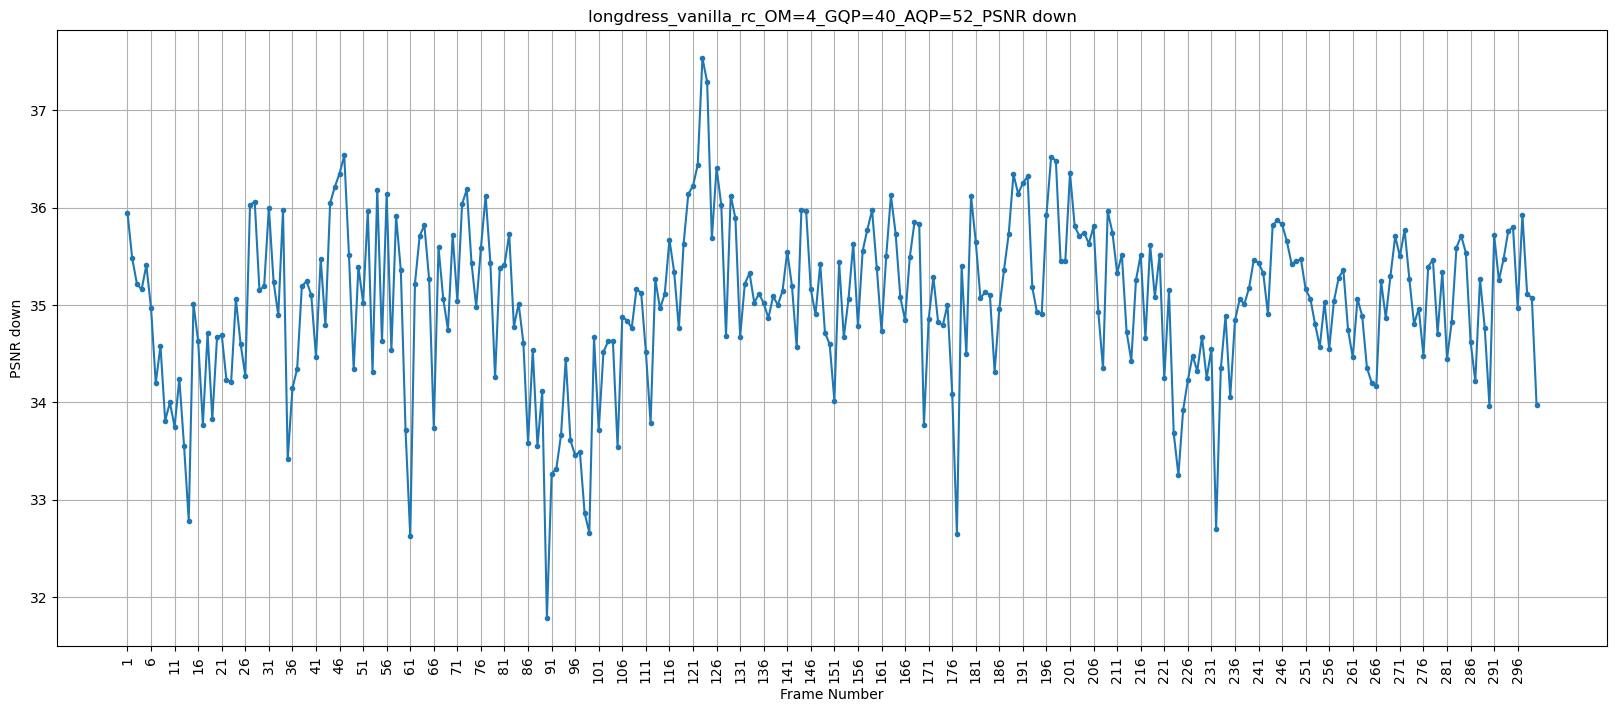 longdress_vanilla_rc_OM=4_GQP=40_AQP=52_PSNR down
PSNR down
37
36
35
34
33
32
1 6 11 16 21 26 31 36 41 46 51 56 61 66 71 76 81 86 91 96 101 106 111 116 121 126 131 136 141 146 151 156 161 166 171 176 181 186 191 196 201 206 211 216 221 226 231 236 241 246 251 256 261 266 271 276 281 286 291 296
Frame Number